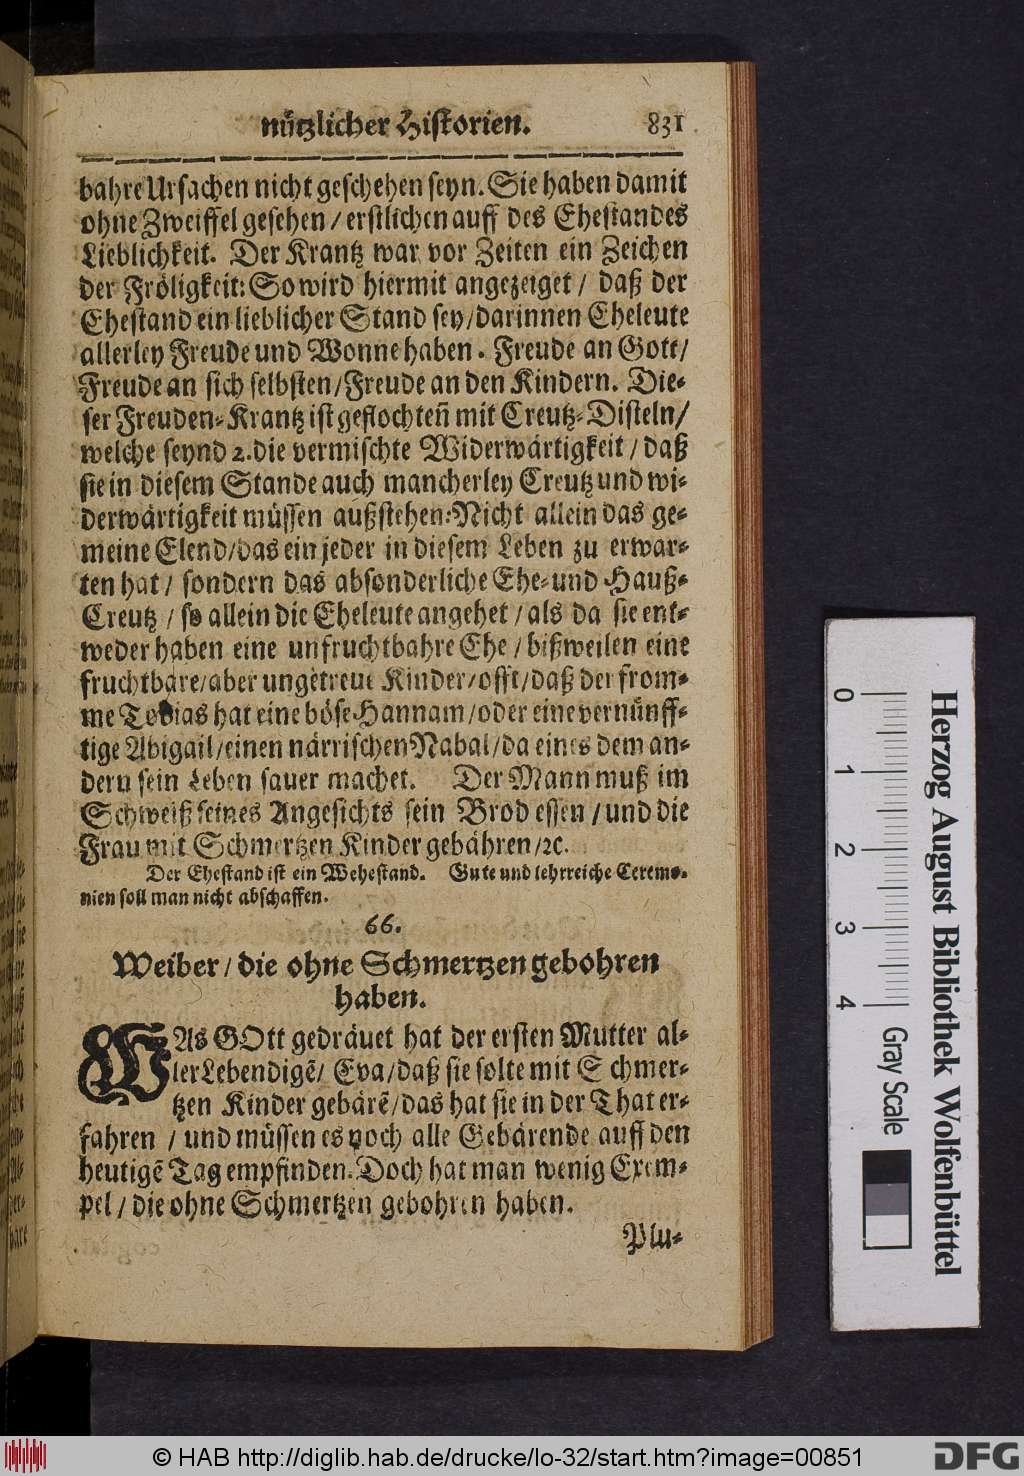 nützlicher Historien. 831
bahre Ursachen nicht geschehen seyn. Sie haben damit
ohne Zweiffel gesehen / erstlichen auff des Ehestandes
Lieblichkeit. Der Krantz war vor Zeiten ein Zeichen
der Fröligkeit: So wird hiermit angezeiget / daß der
Ehestand ein lieblicher Stand sey / darinnen Eheleute
allerley Freude und Wonne haben. Freude an Gott /
Freude an sich selbsten / Freude an den Kindern. Die-
ser Freuden-Krantz ist geflochteñ mit Creutz-Disteln /
welche seynd 2. die vermischte Widerwärtigkeit / daß
sie in diesem Stande auch mancherley Creutz und wi-
derwärtigkeit müssen außstehen: Nicht allein das ge-
meine Elend / das ein jeder in diesem Leben zu erwar-
ten hat / sondern das absonderliche Ehe- und Hauß-
Creutz / so allein die Eheleute angehet / als da sie ent-
weder haben eine unfruchtbahre Ehe / bißweilen eine
fruchtbare / aber ungetreue Kinder / offt / daß der from-
me Tobias hat eine böse Hannam / oder eine vernünff-
tige Abigail / einen närrischen Nabal / da eines dem an-
dern sein Leben sauer machet. Der Mann muß im
Schweiß seines Angesichts sein Brod essen / und die
Frau mit Schmertzen Kinder gebähren / ꝛc.
Der Ehestand ist ein Wehestand. Gute und lehrreiche Ceremo-
nien soll man nicht abschaffen.
66.
Weiber / die ohne Schmertzen gebohren
haben.
WAs GOtt gedräuet hat der ersten Mutter al-
ler Lebendigẽ / Eva / daß sie solte mit Schmer-
tzen Kinder gebärẽ / das hat sie in der That er-
fahren / und müssen es noch alle Gebärende auff den
heutigẽ Tag empfinden. Doch hat man wenig Exem-
pel / die ohne Schmertzen gebohren haben.
Plu-
0 1 2 3 4
Gray Scale
Herzog August Bibliothek Wolfenbüttel
© HAB http://diglib.hab.de/drucke/lo-32/start.htm?image=00851
DFG